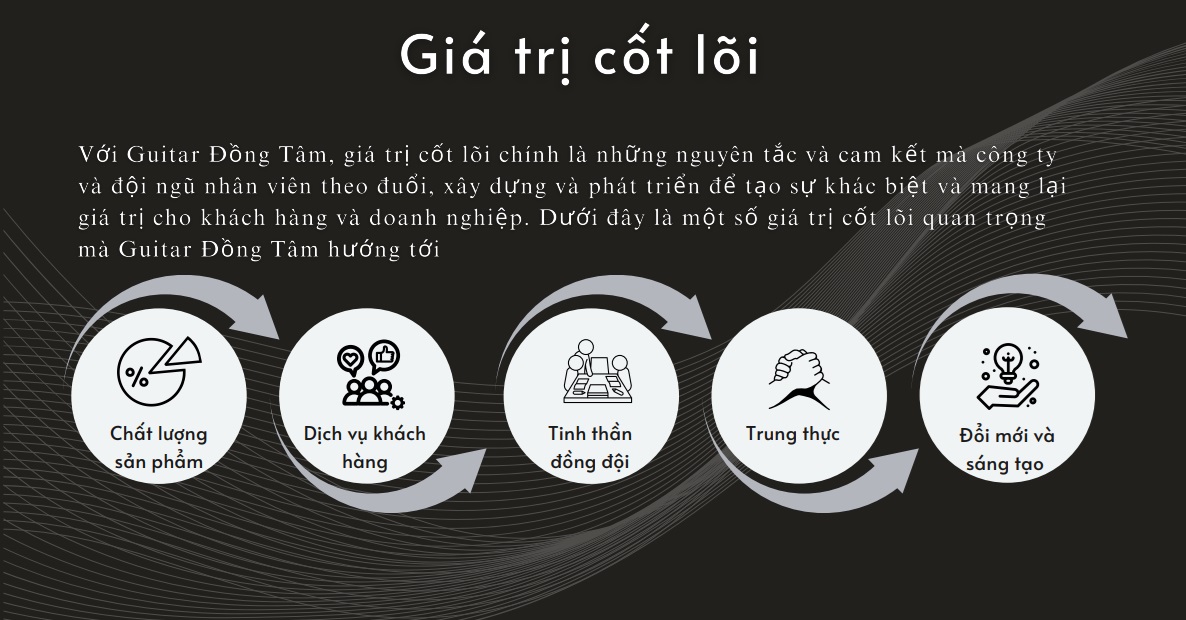 Giá trị cốt lõi
Với Guitar Đồng Tâm, giá trị cốt lõi chính là những nguyên tắc và cam kết mà công ty
và đội ngũ nhân viên theo đuổi, xây dựng và phát triển để tạo sự khác biệt và mang lại
giá trị cho khách hàng và doanh nghiệp. Dưới đây là một số giá trị cốt lõi quan trọng
mà Guitar Đồng Tâm hướng tới
%
Chất lượng
sản phẩm
Dịch vụ khách
hàng
Tinh thần
đồng đội
Trung thực
Đổi mới và
sáng tạo